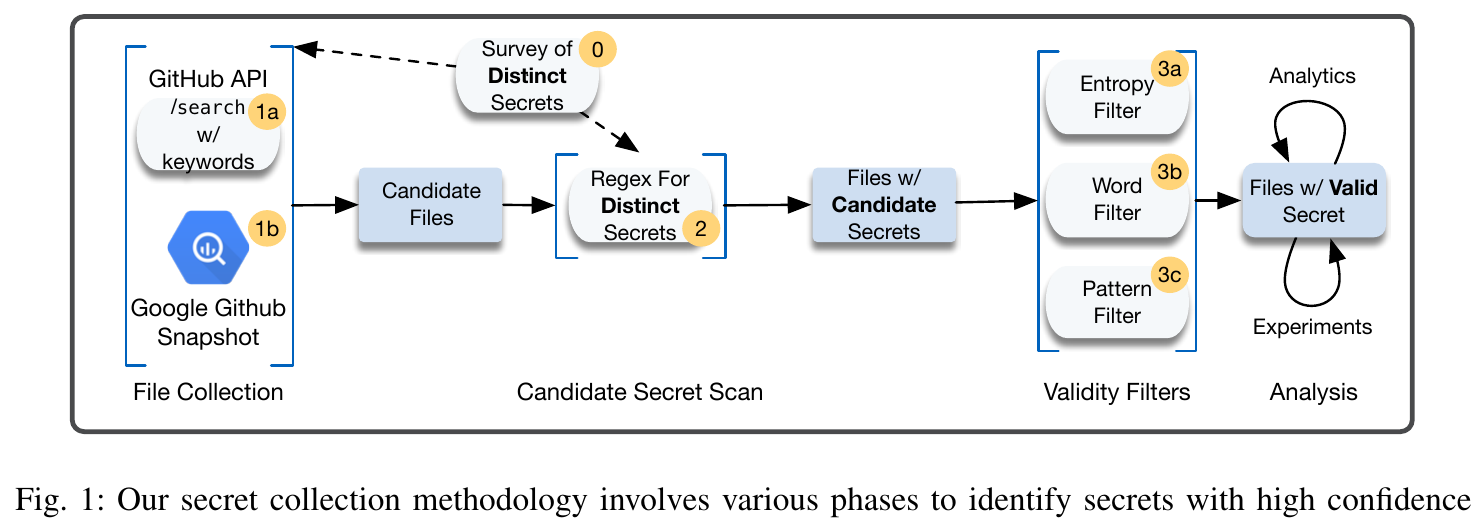 GitHub API
/search
w/
keywords
1a
1b
Google Github
Snapshot
File Collection
Survey of
Distinct
Secrets
0
Candidate
Files
Regex For
Distinct
Secrets
2
Files w/
Candidate
Secrets
Candidate Secret Scan
Entropy
Filter
3a
Word
Filter
3b
Pattern
Filter
3c
Validity Filters
Analytics
Files w/ Valid
Secret
Experiments
Analysis
Fig. 1: Our secret collection methodology involves various phases to identify secrets with high confidence